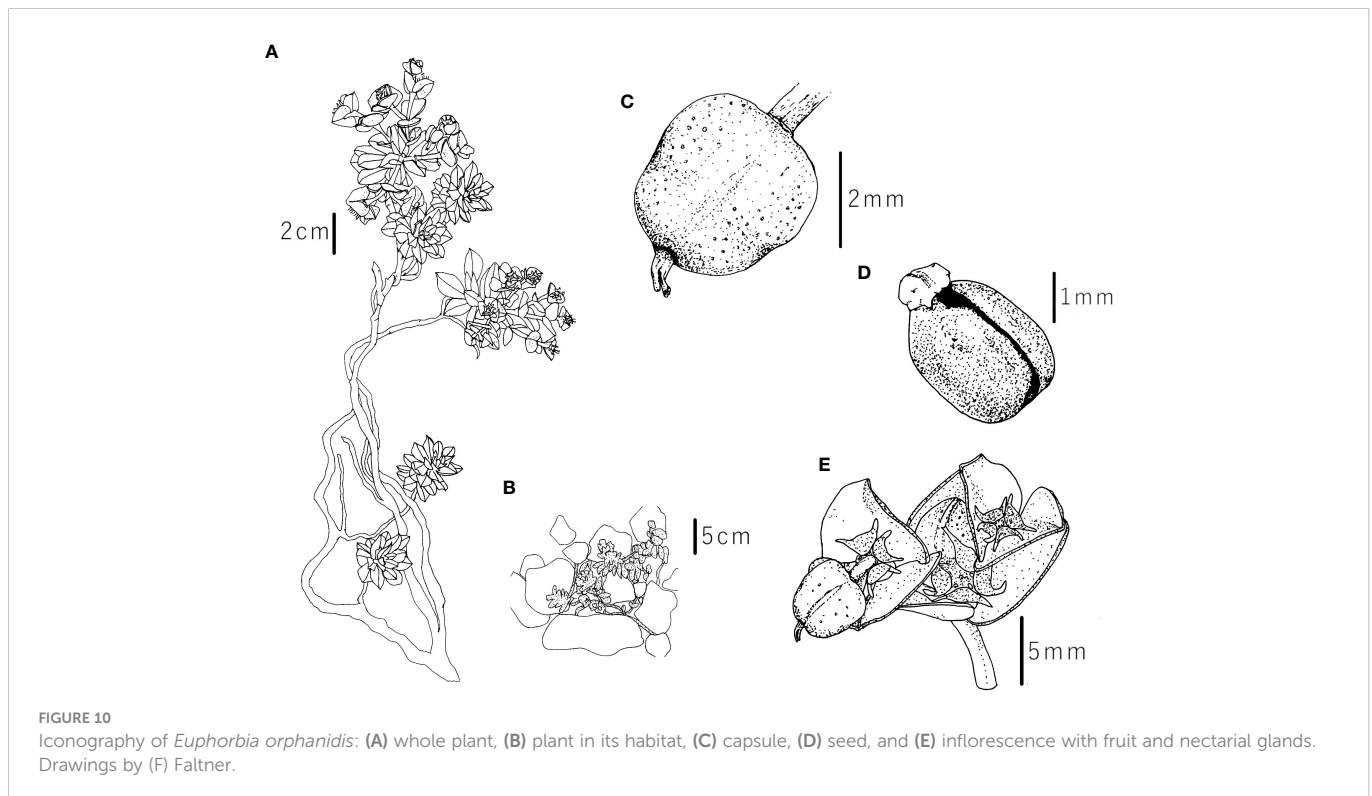 A
2cm
B
5cm
C
2mm
D
1mm
E
5mm
FIGURE 10
Iconography of Euphorbia orphanidis: (A) whole plant, (B) plant in its habitat, (C) capsule, (D) seed, and (E) inflorescence with fruit and nectarial glands.
Drawings by (F) Faltner.